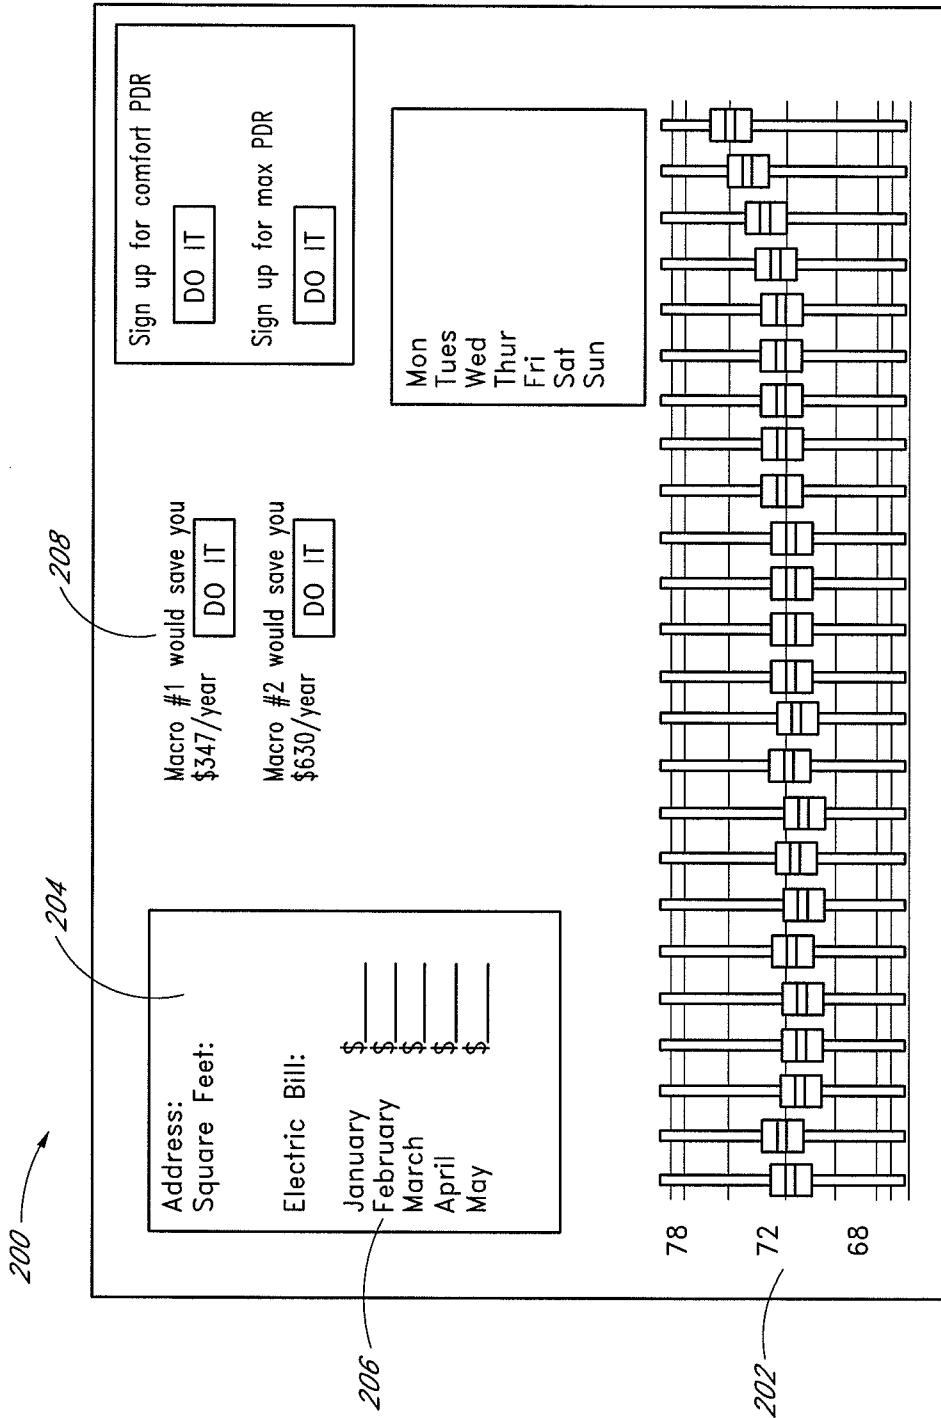 200
204
208
Address:
Square Feet:
Electric Bill:
January $
February $
March $
April $
May $
206
Macro #1 would save you
$347/year DO IT
Macro #2 would save you
$630/year DO IT
Sign up for comfort PDR
DO IT
Sign up for max PDR
DO IT
Mon
Tues
Wed
Thur
Fri
Sat
Sun
78
72
68
202